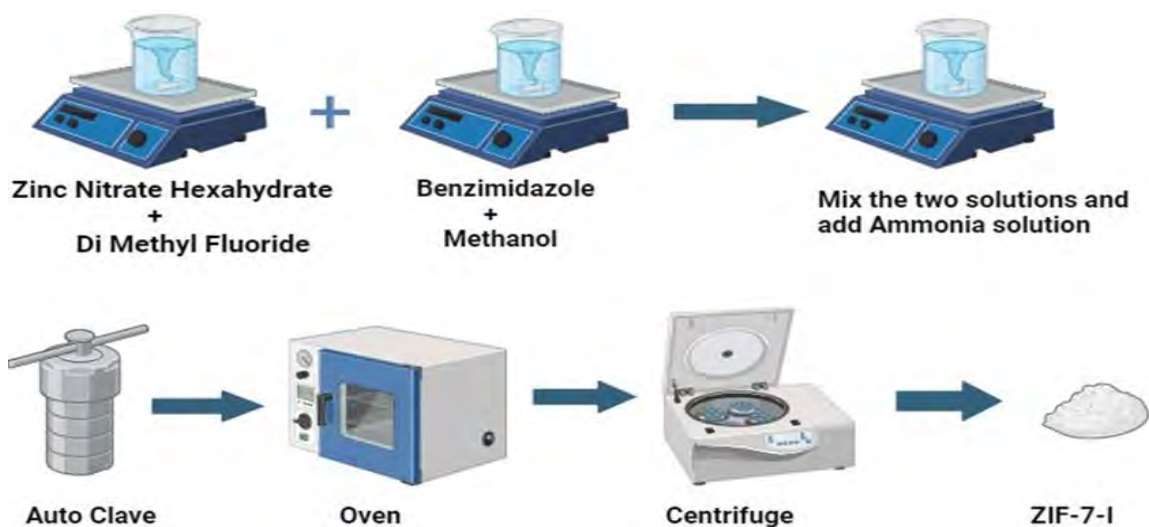 Zinc Nitrate Hexahydrate
+
Di Methyl Fluoride
+
Benzimidazole
+
Methanol
Mix the two solutions and
add Ammonia solution
Auto Clave
Oven
Centrifuge
ZIF-7-I